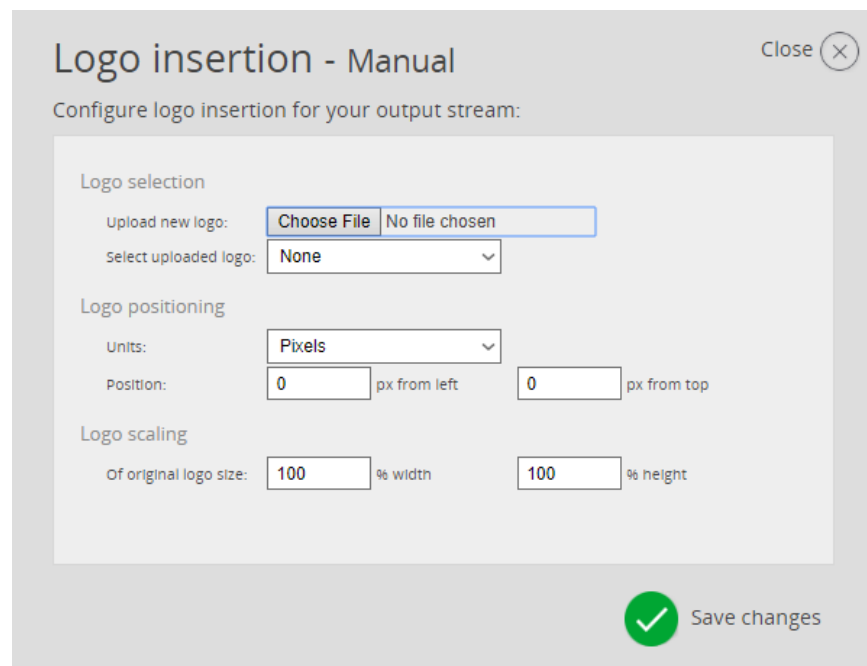 Logo insertion - Manual
Close
Configure logo insertion for your output stream:
Logo selection
Upload new logo: Choose File No file chosen
Select uploaded logo: None
Logo positioning
Units: Pixels
Position: 0 px from left 0 px from top
Logo scaling
Of original logo size: 100 % width 100 % height
Save changes